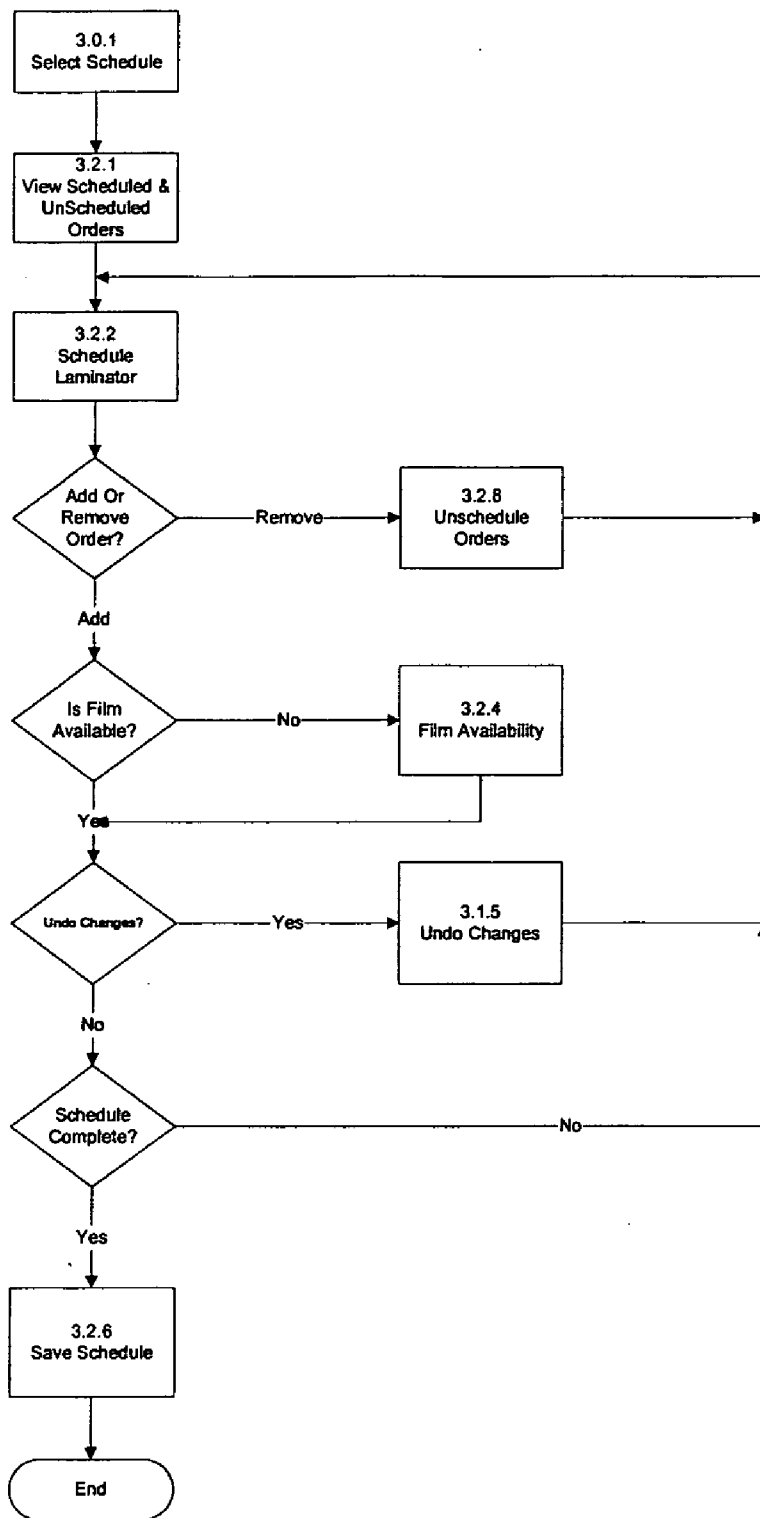 3.0.1
Select Schedule
3.2.1
View Scheduled &
UnScheduled
Orders
3.2.2
Schedule
Laminator
Add Or
Remove
Order?
Remove
3.2.8
Unschedule
Orders
Add
Is Film
Available?
No
3.2.4
Film Availability
Yes
Undo Changes?
Yes
3.1.5
Undo Changes
No
Schedule
Complete?
No
Yes
3.2.6
Save Schedule
End